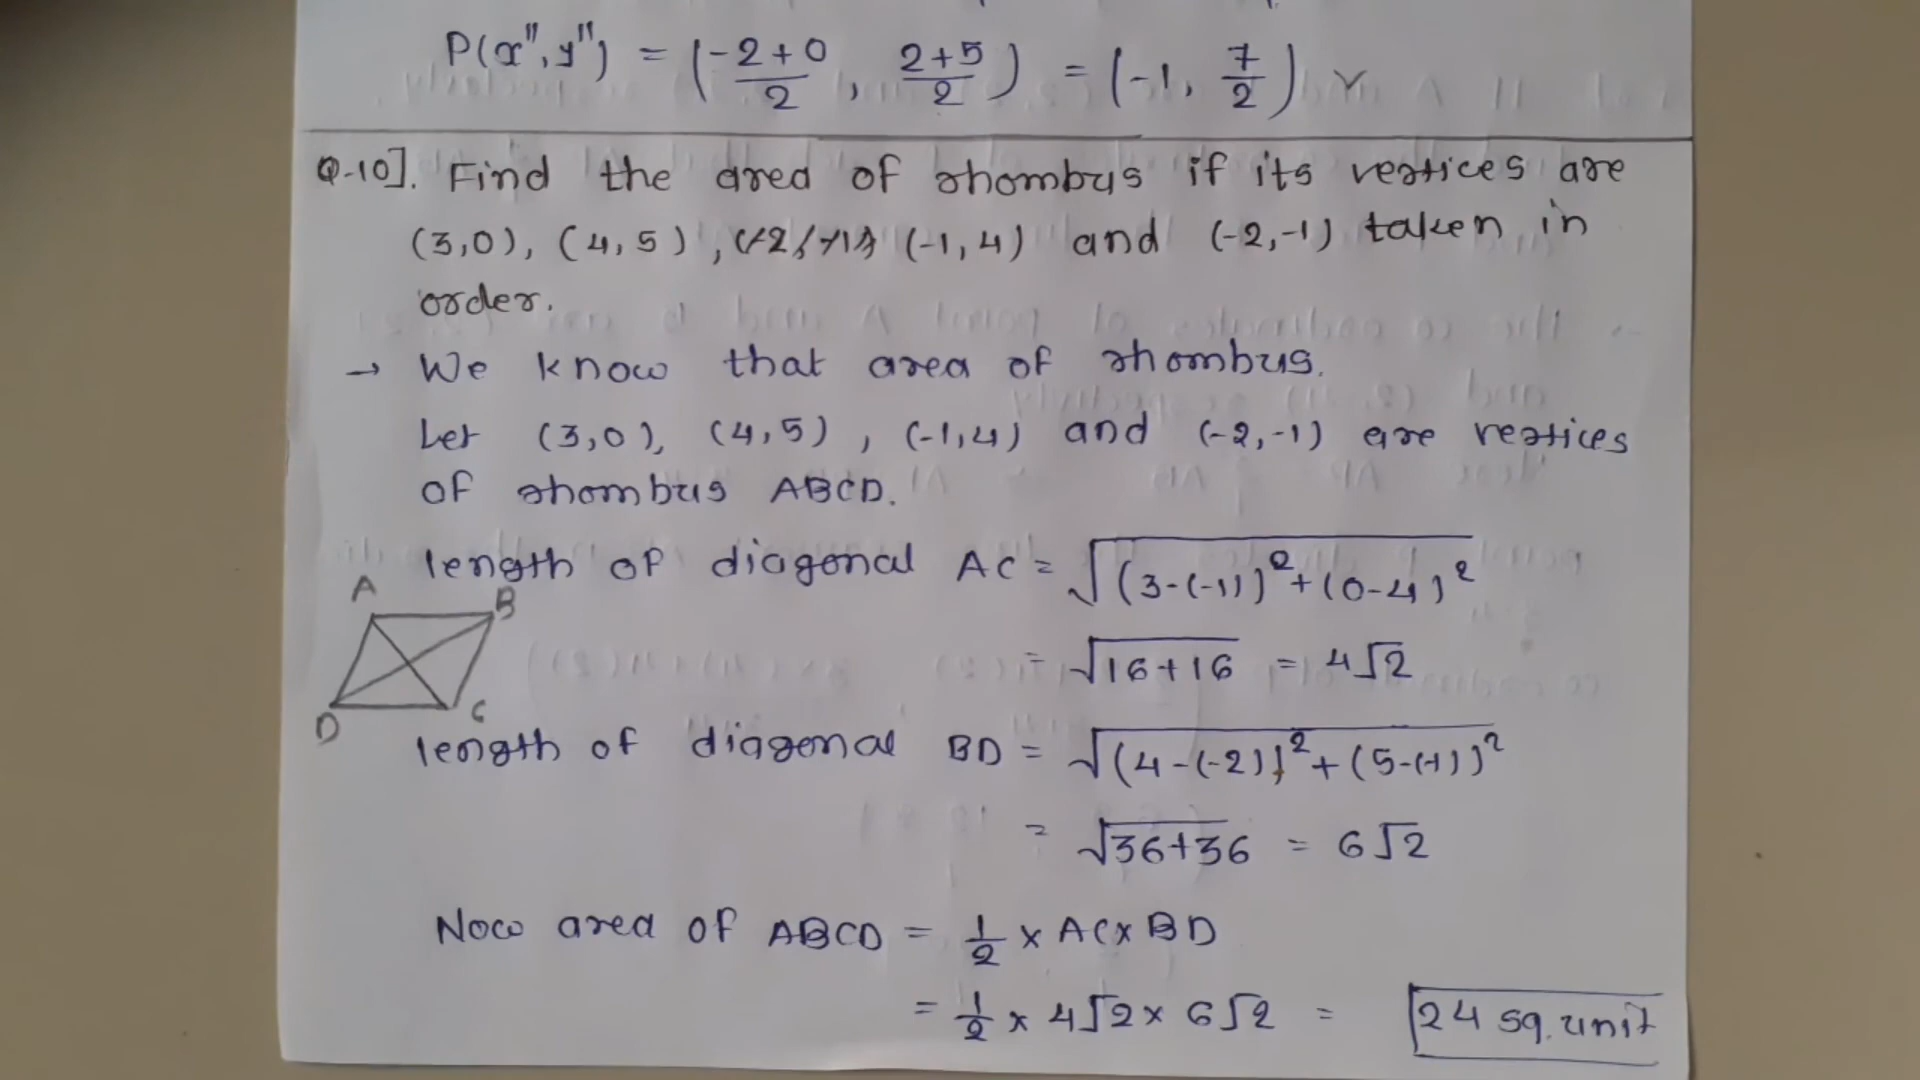 P(x", y") = (-2+0/2, 2+5/2) = (-1, 7/2)
Q-10]. Find the area of rhombus if its vertices are
(3,0), (4,5), (-1,4) and (-2,-1) taken in
order.
→ We know that area of rhombus.
Let (3,0), (4,5), (-1,4) and (-2,-1) are vertices
of rhombus ABCD.
length of diagonal AC = √(3-(-1))²+(0-4)²
A B
= √16+16 = 4√2
D C
length of diagonal BD = √(4-(-2))²+(5-(-1))²
= √36+36 = 6√2
Now area of ABCD = 1/2 × AC × BD
= 1/2 × 4√2 × 6√2 = 24 sq. unit